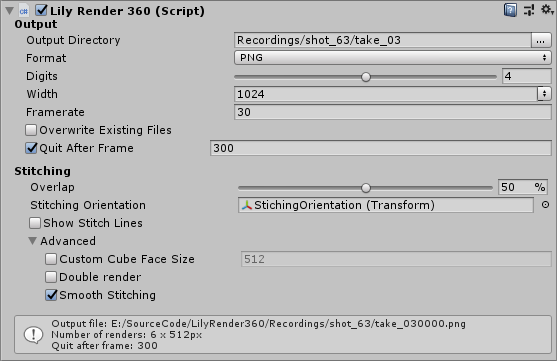 Lily Render 360 (Script)
Output
Output Directory Recordings/shot_63/take_03 ...
Format PNG
Digits 4
Width 1024
Framerate 30
Overwrite Existing Files
Quit After Frame 300
Stitching
Overlap 50 %
Stitching Orientation StichingOrientation (Transform)
Show Stitch Lines
Advanced
Custom Cube Face Size 512
Double render
Smooth Stitching
Output file: E:/SourceCode/LilyRender360/Recordings/shot_63/take_030000.png
Number of renders: 6 x 512px
Quit after frame: 300